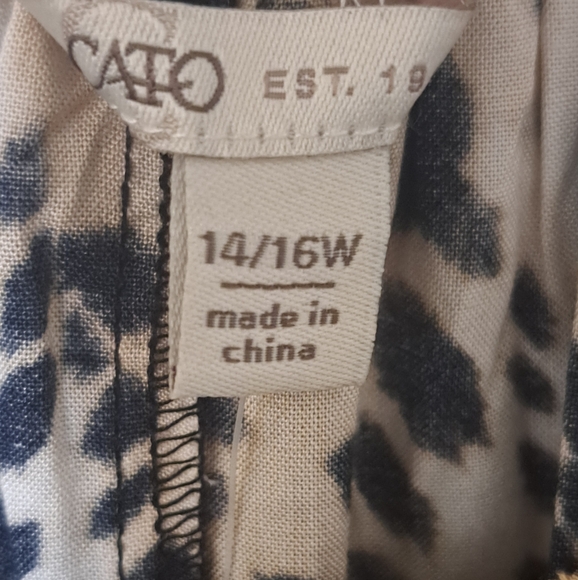 CATO EST. 19
14/16W
made in
china